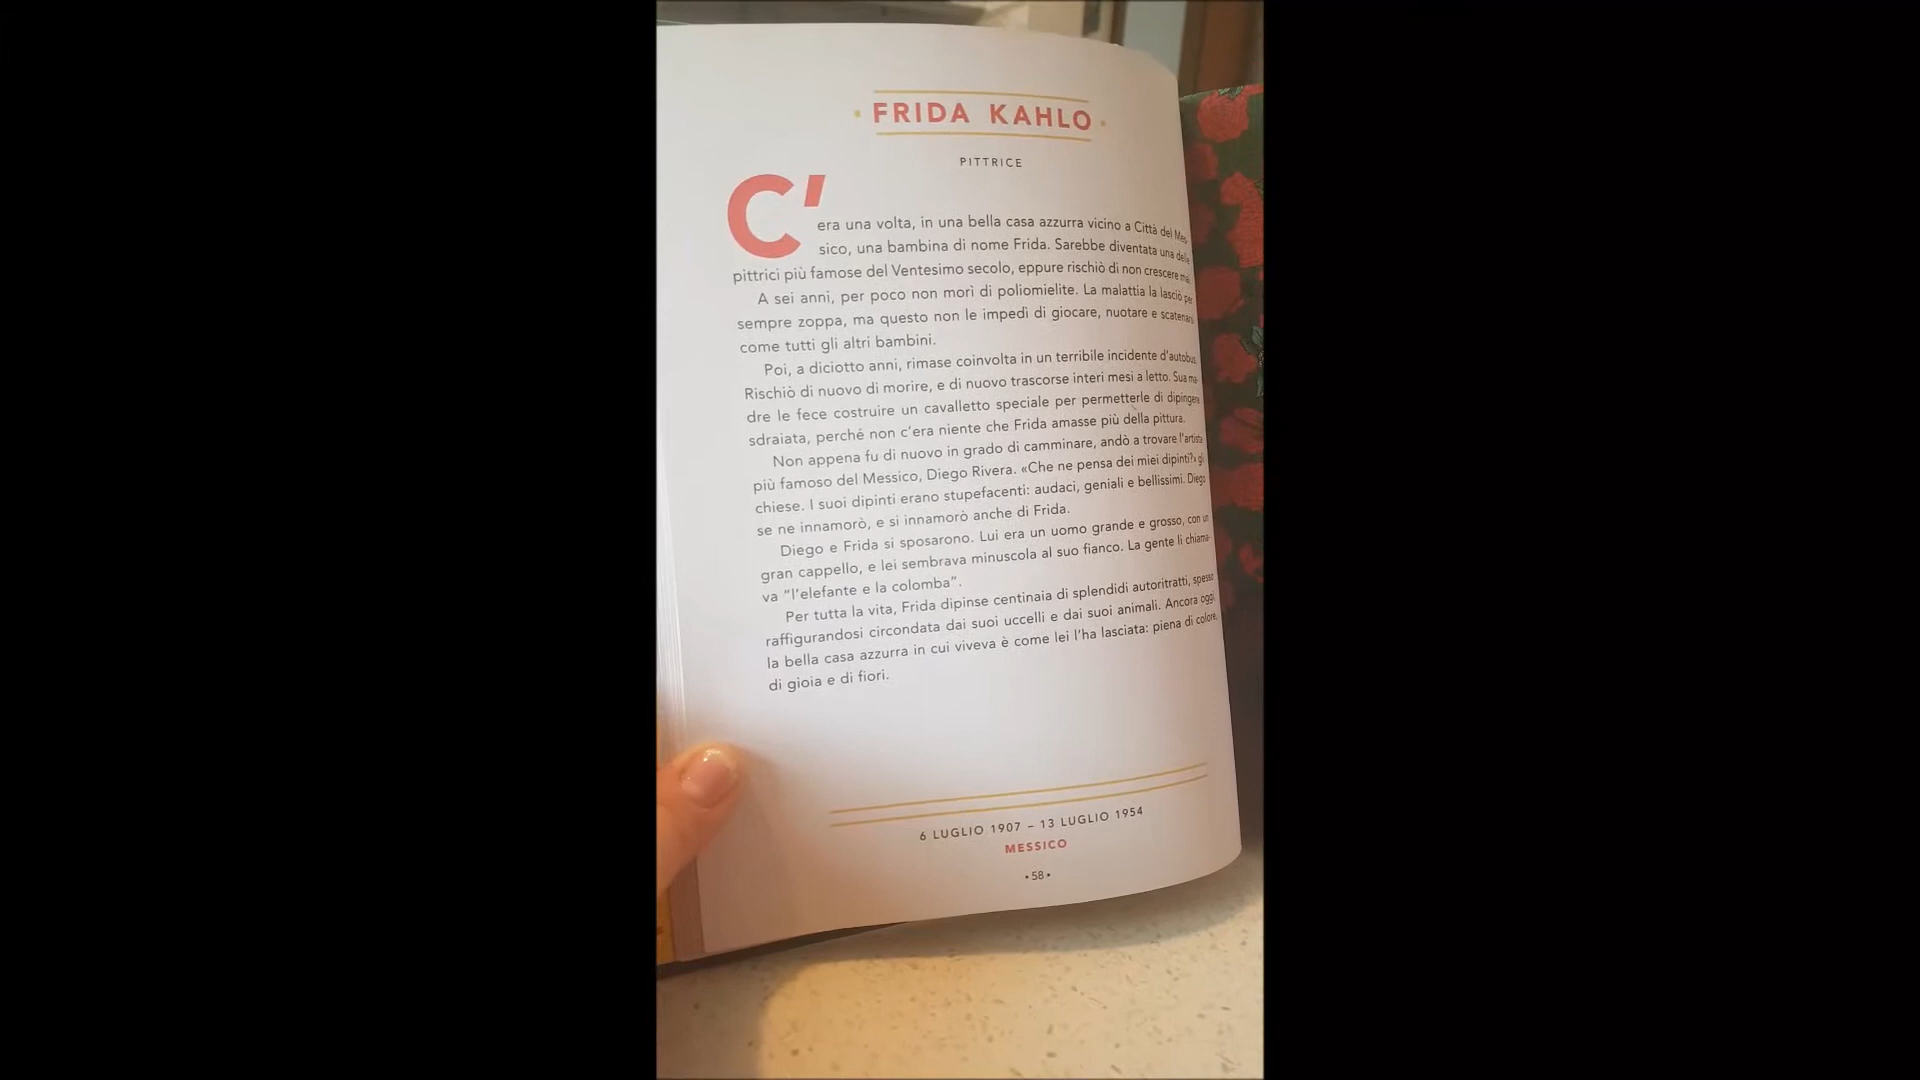 FRIDA KAHLO
PITTRICE
C'era una volta, in una bella casa azzurra vicino a Città del Mes-
sico, una bambina di nome Frida. Sarebbe diventata una delle
pittrici più famose del Ventesimo secolo, eppure rischiò di non crescere mai.
A sei anni, per poco non morì di poliomielite. La malattia la lasciò per
sempre zoppa, ma questo non le impedì di giocare, nuotare e scatenarsi
come tutti gli altri bambini.
Poi, a diciotto anni, rimase coinvolta in un terribile incidente d'autobus.
Rischiò di nuovo di morire, e di nuovo trascorse interi mesi a letto. Sua ma-
dre le fece costruire un cavalletto speciale per permetterle di dipingere
sdraiata, perché non c'era niente che Frida amasse più della pittura.
Non appena fu di nuovo in grado di camminare, andò a trovare l'artista
più famoso del Messico, Diego Rivera. «Che ne pensa dei miei dipinti?» gli
chiese. I suoi dipinti erano stupefacenti: audaci, geniali e bellissimi. Diego
se ne innamorò, e si innamorò anche di Frida.
Diego e Frida si sposarono. Lui era un uomo grande e grosso, con un
gran cappello, e lei sembrava minuscola al suo fianco. La gente li chiama-
va “l'elefante e la colomba”.
Per tutta la vita, Frida dipinse centinaia di splendidi autoritratti, spesso
raffigurandosi circondata dai suoi uccelli e dai suoi animali. Ancora oggi
la bella casa azzurra in cui viveva è come lei l'ha lasciata: piena di colore,
di gioia e di fiori.
6 LUGLIO 1907 – 13 LUGLIO 1954
MESSICO
•58•